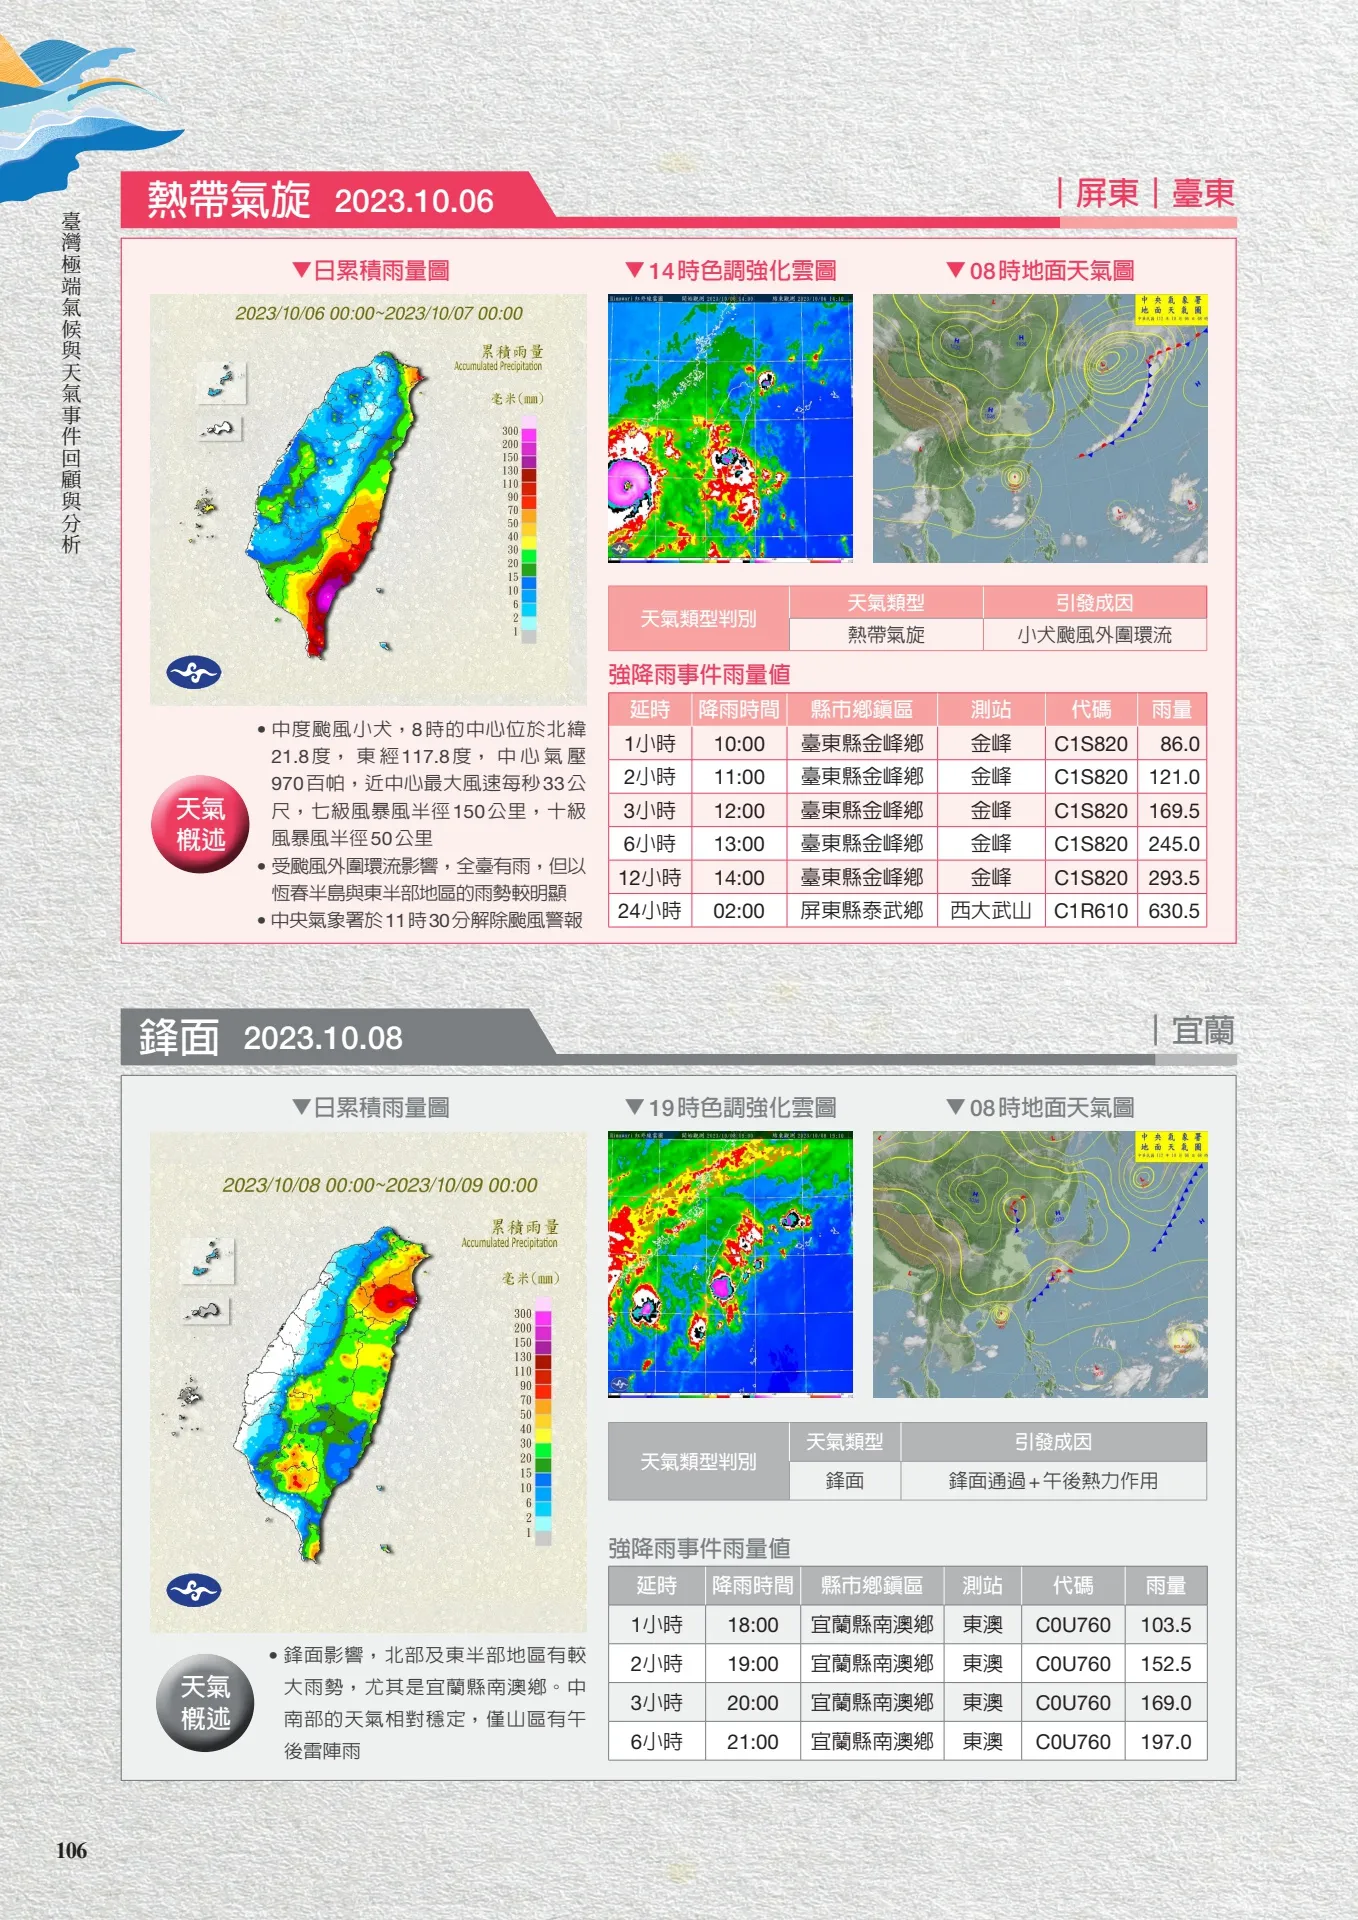 臺灣極端氣候與天氣事件回顧與分析
熱帶氣旋 2023.10.06
｜屏東｜臺東
▼日累積雨量圖
2023/10/06 00:00~2023/10/07 00:00
累積雨量
Accumulated Precipitation
毫米(mm)
300
200
150
130
110
90
70
50
40
30
20
15
10
6
2
1
▼14時色調強化雲圖
▼08時地面天氣圖
中央氣象署
地面天氣圖
天氣類型判別 天氣類型 引發成因
熱帶氣旋 小犬颱風外圍環流
強降雨事件雨量值
延時 降雨時間 縣市鄉鎮區 測站 代碼 雨量
1小時 10:00 臺東縣金峰鄉 金峰 C1S820 86.0
2小時 11:00 臺東縣金峰鄉 金峰 C1S820 121.0
3小時 12:00 臺東縣金峰鄉 金峰 C1S820 169.5
6小時 13:00 臺東縣金峰鄉 金峰 C1S820 245.0
12小時 14:00 臺東縣金峰鄉 金峰 C1S820 293.5
24小時 02:00 屏東縣泰武鄉 西大武山 C1R610 630.5
天氣
概述
• 中度颱風小犬，8時的中心位於北緯
21.8度，東經117.8度，中心氣壓
970百帕，近中心最大風速每秒33公
尺，七級風暴風半徑150公里，十級
風暴風半徑50公里
• 受颱風外圍環流影響，全臺有雨，但以
恆春半島與東半部地區的雨勢較明顯
• 中央氣象署於11時30分解除颱風警報
鋒面 2023.10.08
｜宜蘭
▼日累積雨量圖
2023/10/08 00:00~2023/10/09 00:00
累積雨量
Accumulated Precipitation
毫米(mm)
300
200
150
130
110
90
70
50
40
30
20
15
10
6
2
1
▼19時色調強化雲圖
▼08時地面天氣圖
中央氣象署
地面天氣圖
天氣類型判別 天氣類型 引發成因
鋒面 鋒面通過+午後熱力作用
強降雨事件雨量值
延時 降雨時間 縣市鄉鎮區 測站 代碼 雨量
1小時 18:00 宜蘭縣南澳鄉 東澳 C0U760 103.5
2小時 19:00 宜蘭縣南澳鄉 東澳 C0U760 152.5
3小時 20:00 宜蘭縣南澳鄉 東澳 C0U760 169.0
6小時 21:00 宜蘭縣南澳鄉 東澳 C0U760 197.0
天氣
概述
• 鋒面影響，北部及東半部地區有較
大雨勢，尤其是宜蘭縣南澳鄉。中
南部的天氣相對穩定，僅山區有午
後雷陣雨
106